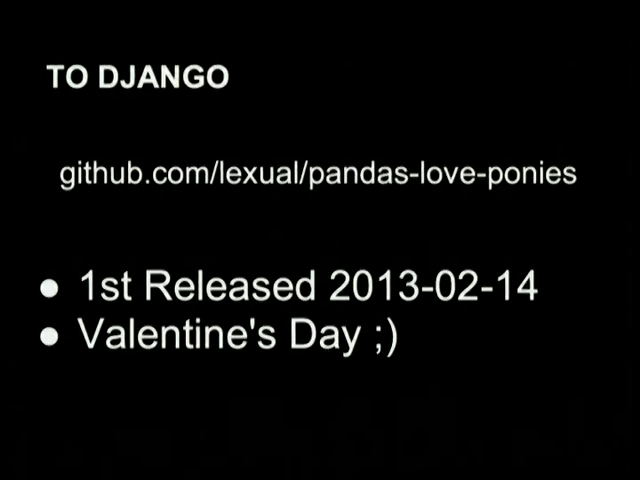 TO DJANGO
github.com/lexual/pandas-love-ponies
● 1st Released 2013-02-14
● Valentine's Day ;)